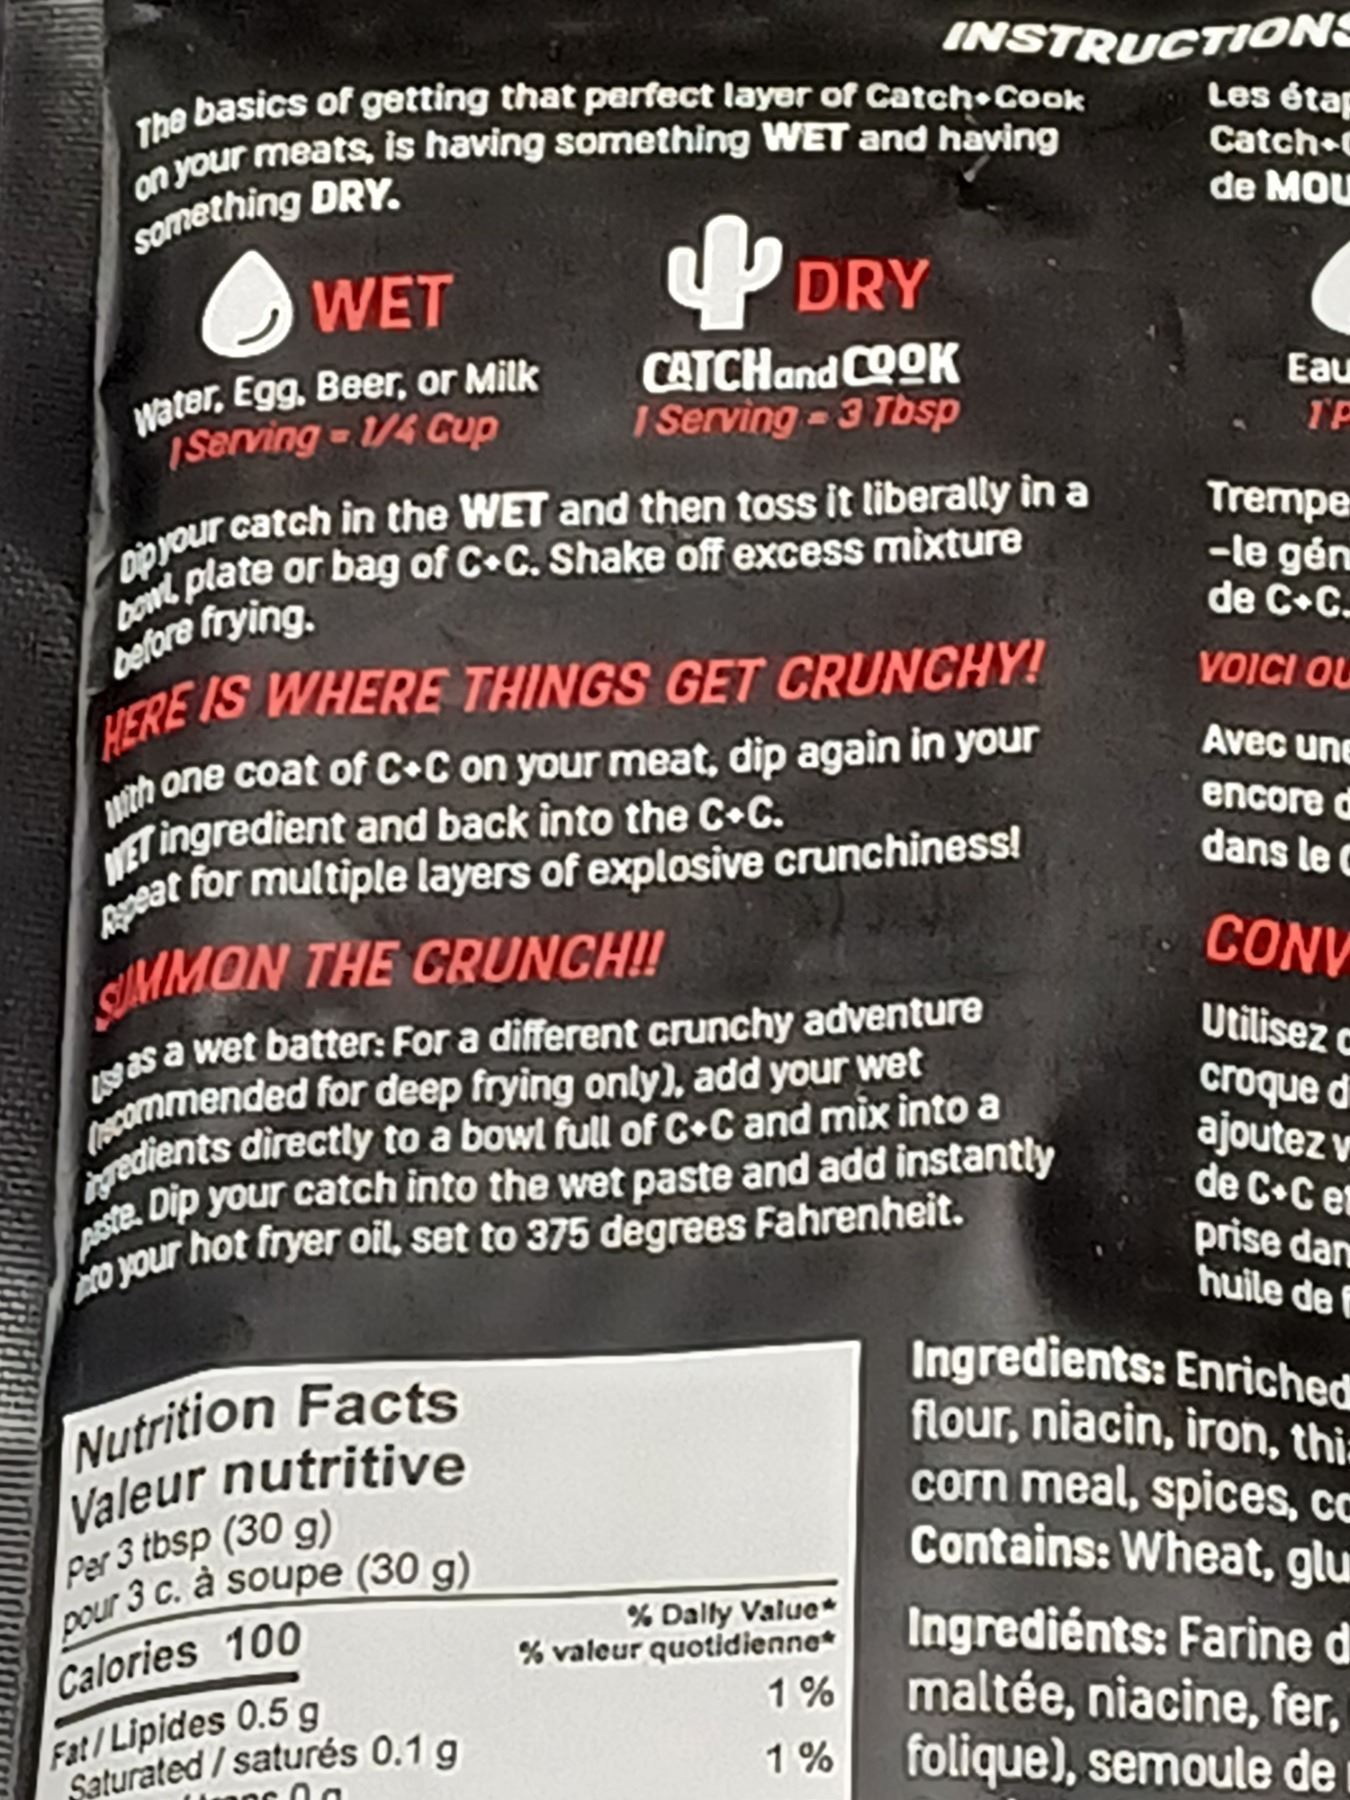 INSTRUCTIONS
The basics of getting that perfect layer of Catch+Cook
on your meats, is having something WET and having
something DRY.
WET
Water, Egg, Beer, or Milk
1 Serving = 1/4 Cup
DRY
CATCH and COOK
1 Serving = 3 Tbsp
Dip your catch in the WET and then toss it liberally in a
bowl, plate or bag of C+C. Shake off excess mixture
before frying.
HERE IS WHERE THINGS GET CRUNCHY!
With one coat of C+C on your meat, dip again in your
WET ingredient and back into the C+C.
Repeat for multiple layers of explosive crunchiness!
SUMMON THE CRUNCH!!
Use as a wet batter: For a different crunchy adventure
(recommended for deep frying only), add your wet
ingredients directly to a bowl full of C+C and mix into a
paste. Dip your catch into the wet paste and add instantly
into your hot fryer oil, set to 375 degrees Fahrenheit.
Les
Catch+
de
Eau
1
Trempe
-le
de C+C.
VOICI
Avec
encore
dans le
Utilisez
croque
ajoutez
de C+C
prise
huile de
Nutrition Facts
Valeur nutritive
Per 3 tbsp (30 g)
pour 3 c. à soupe (30 g)
Calories 100
% Daily Value*
% valeur quotidienne*
Fat / Lipides 0.5 g 1 %
Saturated / saturés 0.1 g 1 %
Ingredients: Enriched
flour, niacin, iron,
corn meal, spices,
Contains: Wheat,
Ingrediénts: Farine
maltée, niacine, fer,
folique), semoule de